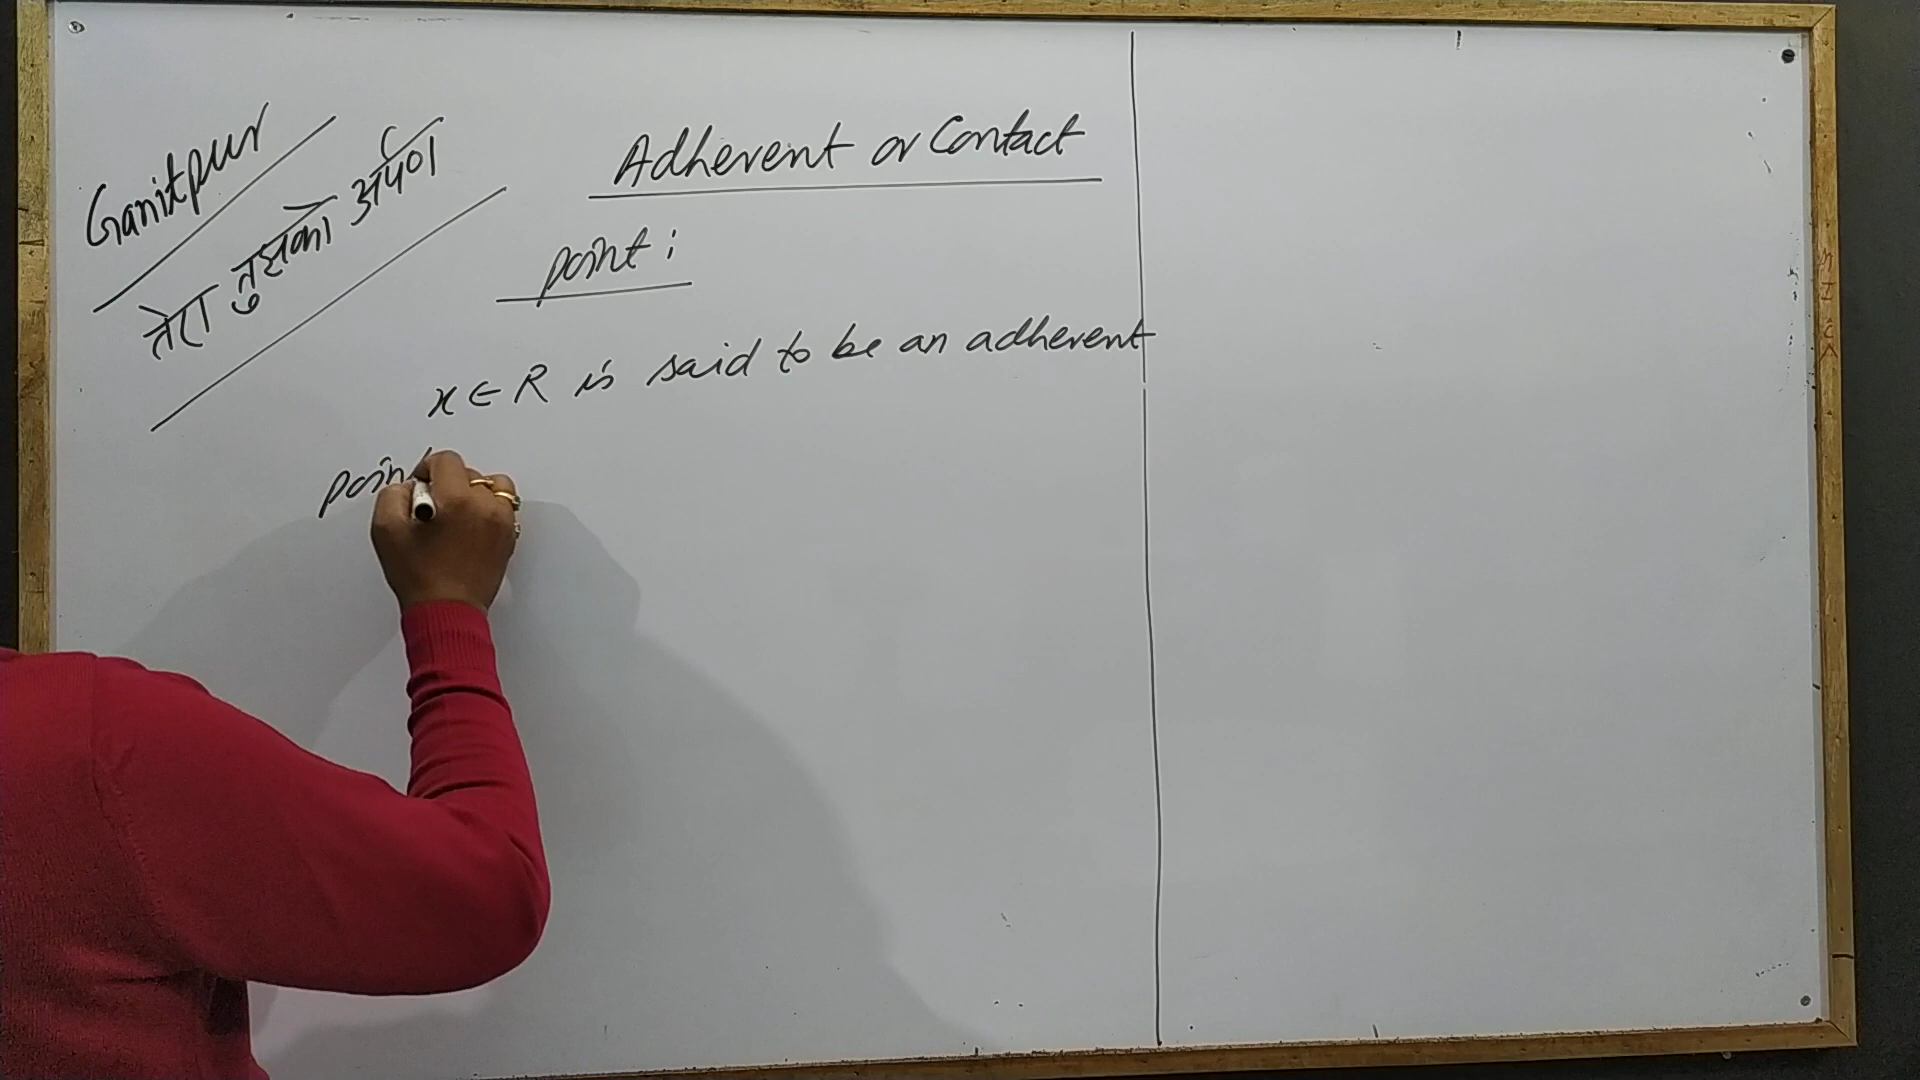 Ganitpur
तेरा तुझको अर्पण
Adherent or Contact
point :
x ∈ R is said to be an adherent
point